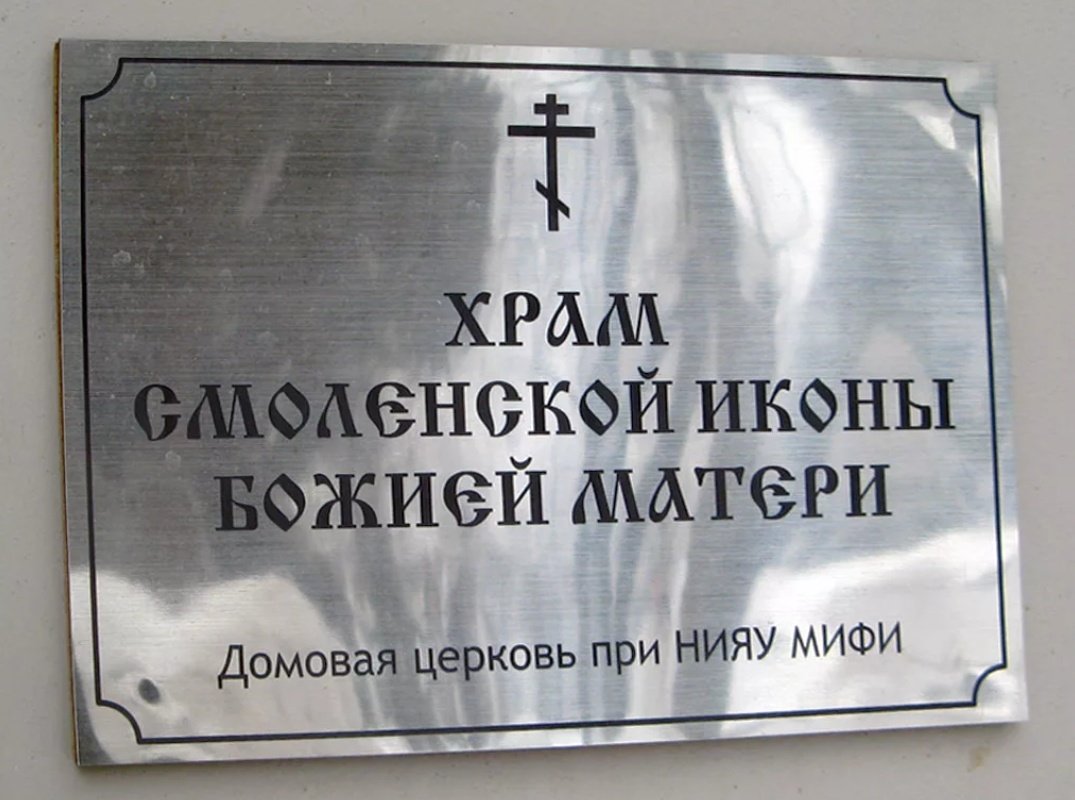 ХРАМ
СМОЛЕНСКОЙ ИКОНЫ
БОЖИЕЙ МАТЕРИ
Домовая церковь при НИЯУ МИФИ